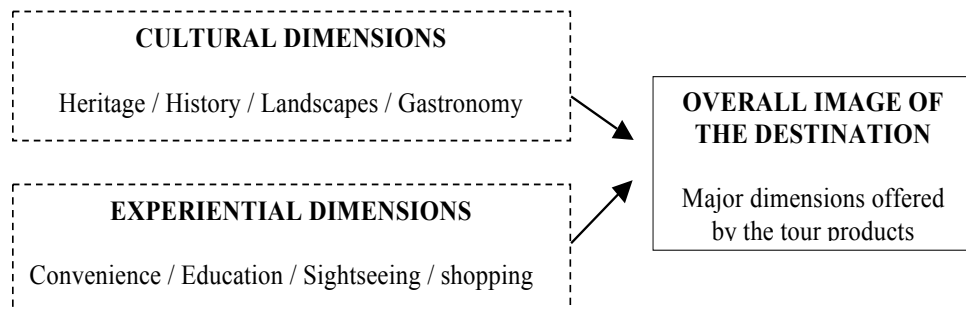 CULTURAL DIMENSIONS
Heritage / History / Landscapes / Gastronomy
EXPERIENTIAL DIMENSIONS
Convenience / Education / Sightseeing / shopping
OVERALL IMAGE OF
THE DESTINATION
Major dimensions offered
by the tour products